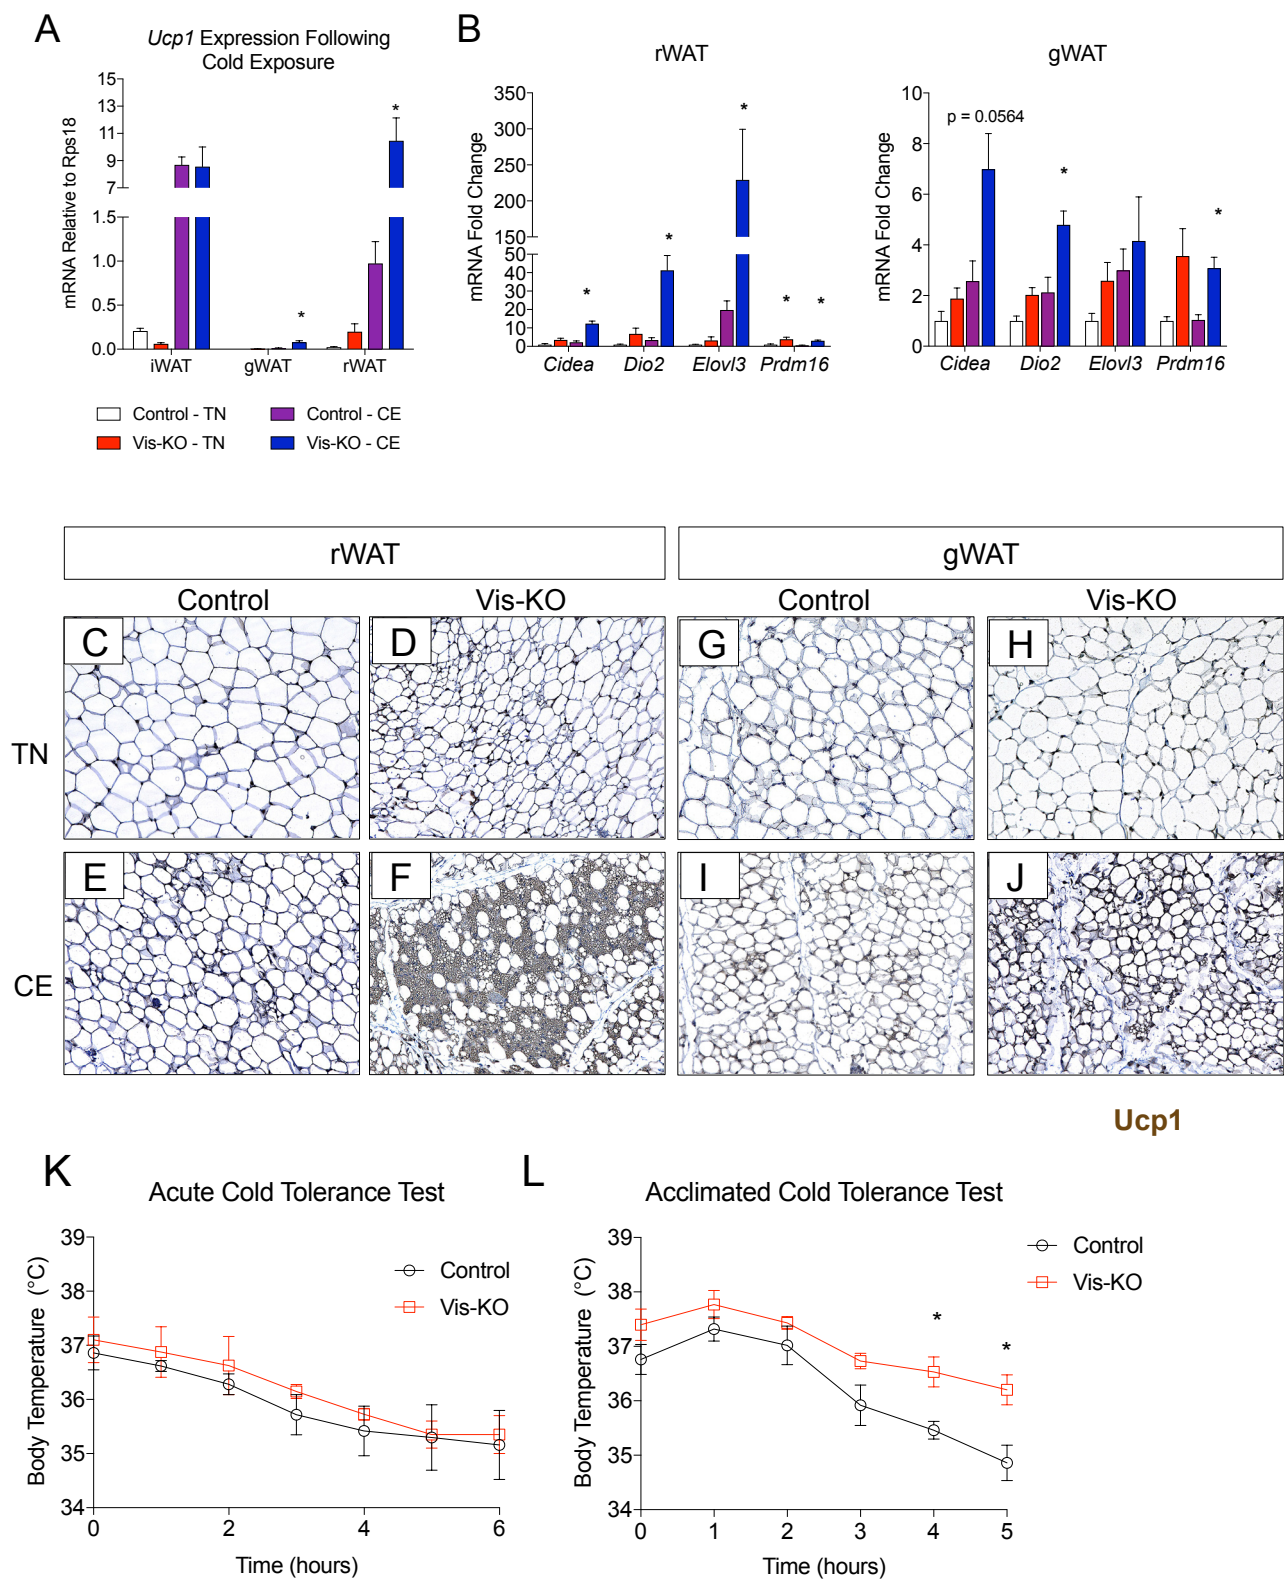 A
Ucp1 Expression Following
Cold Exposure
mRNA Relative to Rps18
15
13
11
9
7
1.5
1.0
0.5
0.0
*
*
iWAT
gWAT
rWAT
Control - TN
Vis-KO - TN
Control - CE
Vis-KO - CE
B
rWAT
mRNA Fold Change
350
300
250
200
150
50
40
30
20
10
0
*
*
*
*
*
Cidea
Dio2
Elovl3
Prdm16
gWAT
mRNA Fold Change
10
8
6
4
2
0
p = 0.0564
*
*
Cidea
Dio2
Elovl3
Prdm16
rWAT
gWAT
Control
Vis-KO
Control
Vis-KO
TN
C
D
G
H
CE
E
F
I
J
Ucp1
K
Acute Cold Tolerance Test
Body Temperature (°C)
39
38
37
36
35
34
Control
Vis-KO
0
2
4
6
Time (hours)
L
Acclimated Cold Tolerance Test
Body Temperature (°C)
39
38
37
36
35
34
Control
Vis-KO
*
*
0
1
2
3
4
5
Time (hours)